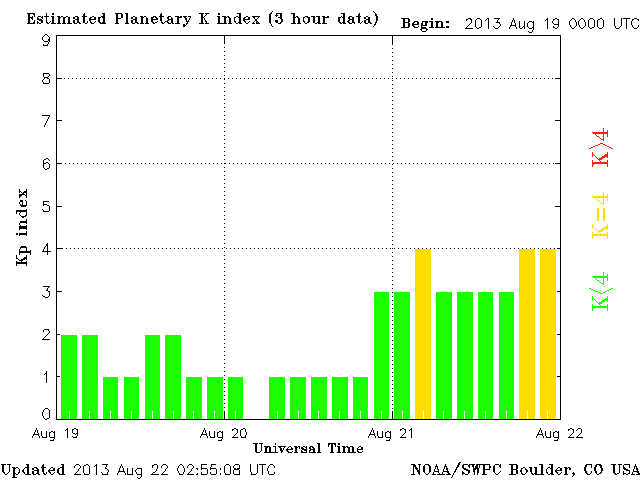 Estimated Planetary K index (3 hour data) Begin: 2013 Aug 19 0000 UTC
9
8
7
6
5
4
3
2
1
0
Kp index
K>4
K=4
K<4
Aug 19 Aug 20 Aug 21 Aug 22
Universal Time
Updated 2013 Aug 22 02:55:08 UTC NOAA/SWPC Boulder, CO USA